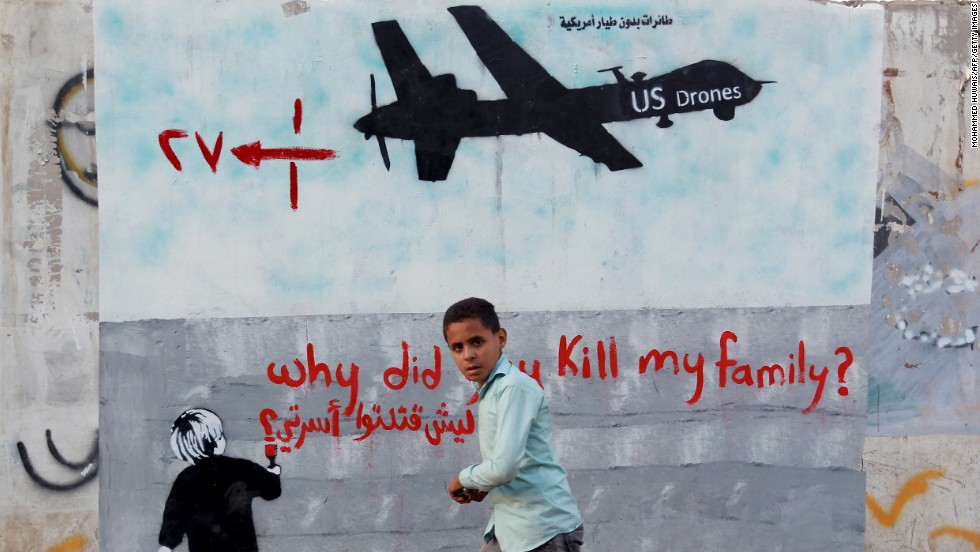 طائرات بدون طيار أمريكية
US Drones
٢٧
why did kill my family?
ليش قتلتوا أسرتي؟
MOHAMMED HUWAIS/AFP/GETTY IMAGES